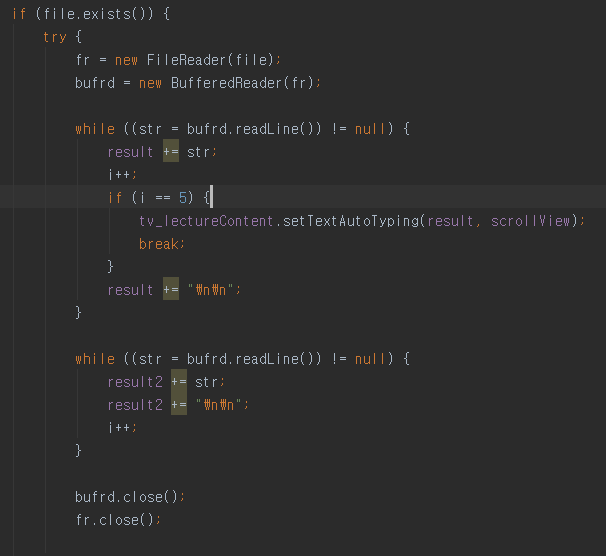 if (file.exists()) {
try {
fr = new FileReader(file);
bufrd = new BufferedReader(fr);
while ((str = bufrd.readLine()) != null) {
result += str;
i++;
if (i == 5) {
tv_lectureContent.setTextAutoTyping(result, scrollView);
break;
}
result += "₩n₩n";
}
while ((str = bufrd.readLine()) != null) {
result2 += str;
result2 += "₩n₩n";
i++;
}
bufrd.close();
fr.close();